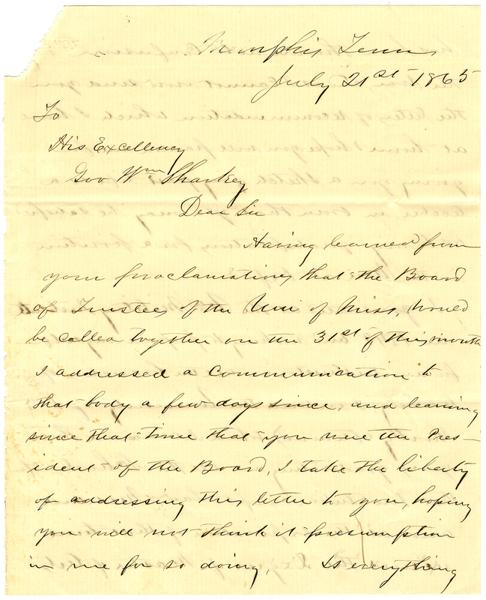 Memphis Tenn
July 21st 1865
To
His Excellency
Gov Wm Sharkey
Dear Sir
Having learned from
your proclamation that the Board
of Trustees of the Uni of Miss, would
be called together on the 31st of this month
I addressed a communication to
that body a few days since, and learning
since that time that you were the Pres-
ident of the Board, I take the liberty
of addressing this letter to you, hoping
you will not think it presumption
in me for so doing. As everything